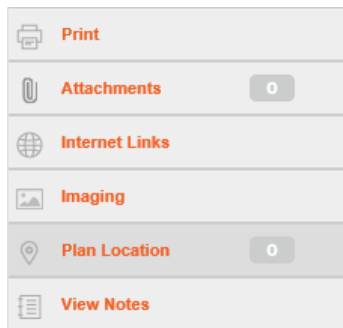 Print
Attachments 0
Internet Links
Imaging
Plan Location 0
View Notes